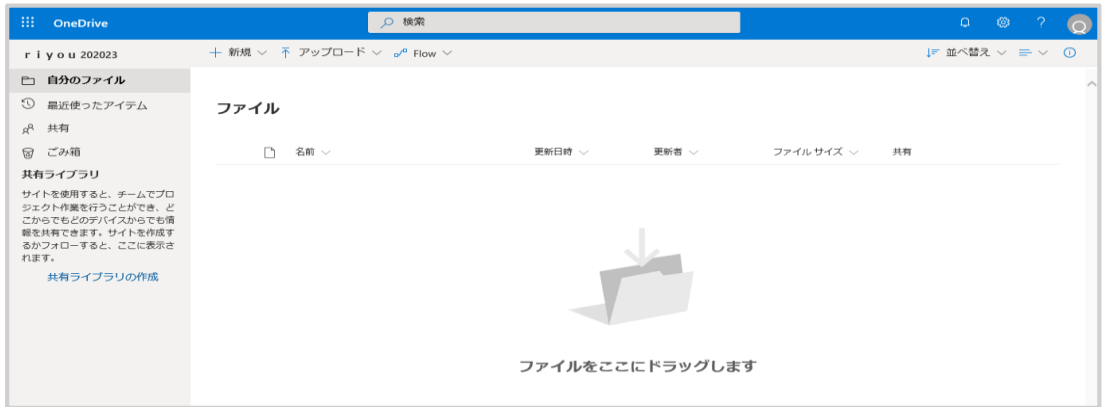 OneDrive
検索
?
r i y o u 202023
新規
アップロード
Flow
並べ替え
自分のファイル
最近使ったアイテム
共有
ごみ箱
共有ライブラリ
サイトを使用すると、チームでプロ
ジェクト作業を行うことができ、ど
こからでもどのデバイスからでも情
報を共有できます。サイトを作成す
るかフォローすると、ここに表示さ
れます。
共有ライブラリの作成
ファイル
名前
更新日時
更新者
ファイル サイズ
共有
ファイルをここにドラッグします